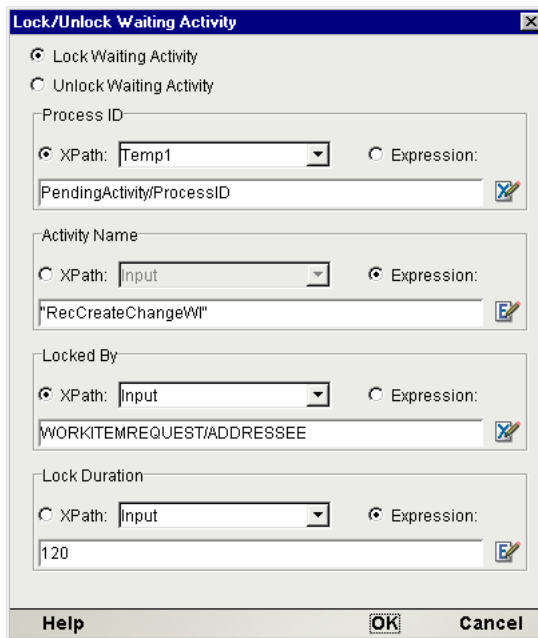 Lock/Unlock Waiting Activity
Lock Waiting Activity
Unlock Waiting Activity
Process ID
XPath: Temp1 Expression:
PendingActivity/ProcessID
Activity Name
XPath: Input Expression:
"RecCreateChangeWI"
Locked By
XPath: Input Expression:
WORKITEMREQUEST/ADDRESSEE
Lock Duration
XPath: Input Expression:
120
Help OK Cancel